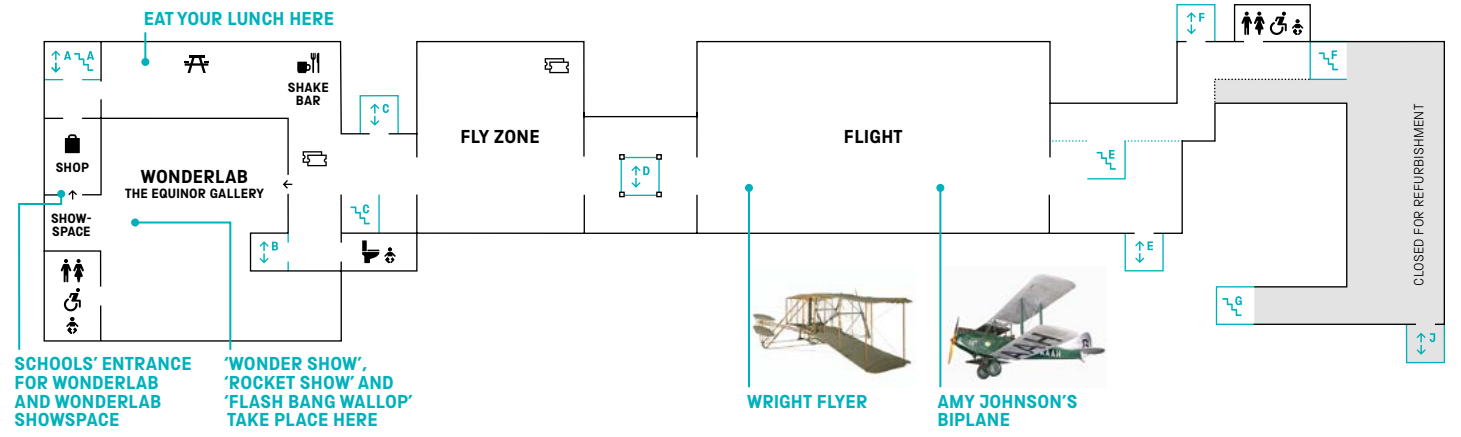 EAT YOUR LUNCH HERE
A
A
SHAKE
BAR
C
F
F
SHOP
WONDERLAB
THE EQUINOR GALLERY
FLY ZONE
D
FLIGHT
E
SHOW-
SPACE
C
B
E
CLOSED FOR REFURBISHMENT
G
J
AAAH
AAAH
SCHOOLS' ENTRANCE
FOR WONDERLAB
AND WONDERLAB
SHOWSPACE
'WONDER SHOW',
'ROCKET SHOW' AND
'FLASH BANG WALLOP'
TAKE PLACE HERE
WRIGHT FLYER
AMY JOHNSON'S
BIPLANE